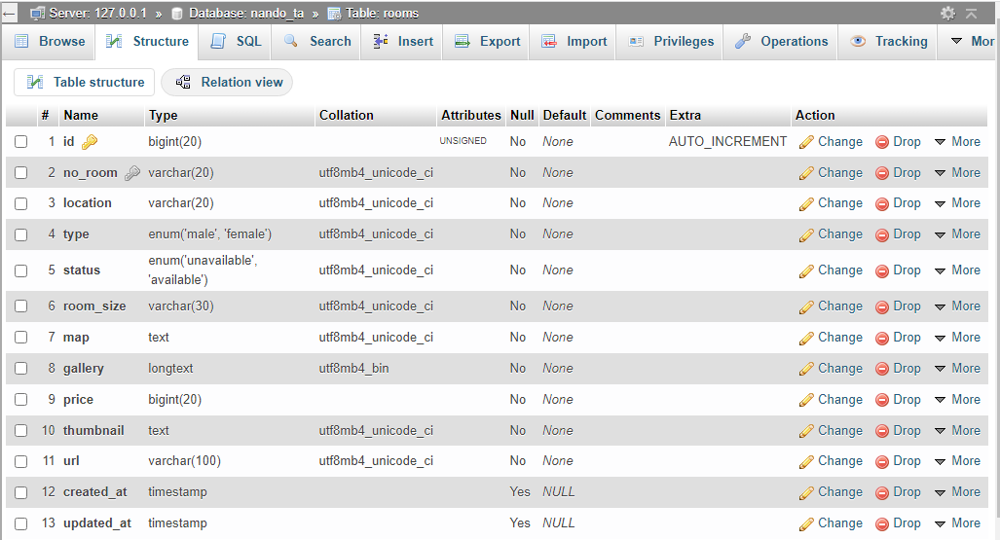 Server: 127.0.0.1 » Database: nando_ta » Table: rooms
Browse Structure SQL Search Insert Export Import Privileges Operations Tracking Mor
Table structure Relation view
# Name Type Collation Attributes Null Default Comments Extra Action
1 id bigint(20) UNSIGNED No None AUTO_INCREMENT Change Drop More
2 no_room varchar(20) utf8mb4_unicode_ci No None Change Drop More
3 location varchar(20) utf8mb4_unicode_ci No None Change Drop More
4 type enum('male', 'female') utf8mb4_unicode_ci No None Change Drop More
5 status enum('unavailable', 'available') utf8mb4_unicode_ci No None Change Drop More
6 room_size varchar(30) utf8mb4_unicode_ci No None Change Drop More
7 map text utf8mb4_unicode_ci No None Change Drop More
8 gallery longtext utf8mb4_bin No None Change Drop More
9 price bigint(20) No None Change Drop More
10 thumbnail text utf8mb4_unicode_ci No None Change Drop More
11 url varchar(100) utf8mb4_unicode_ci No None Change Drop More
12 created_at timestamp Yes NULL Change Drop More
13 updated_at timestamp Yes NULL Change Drop More